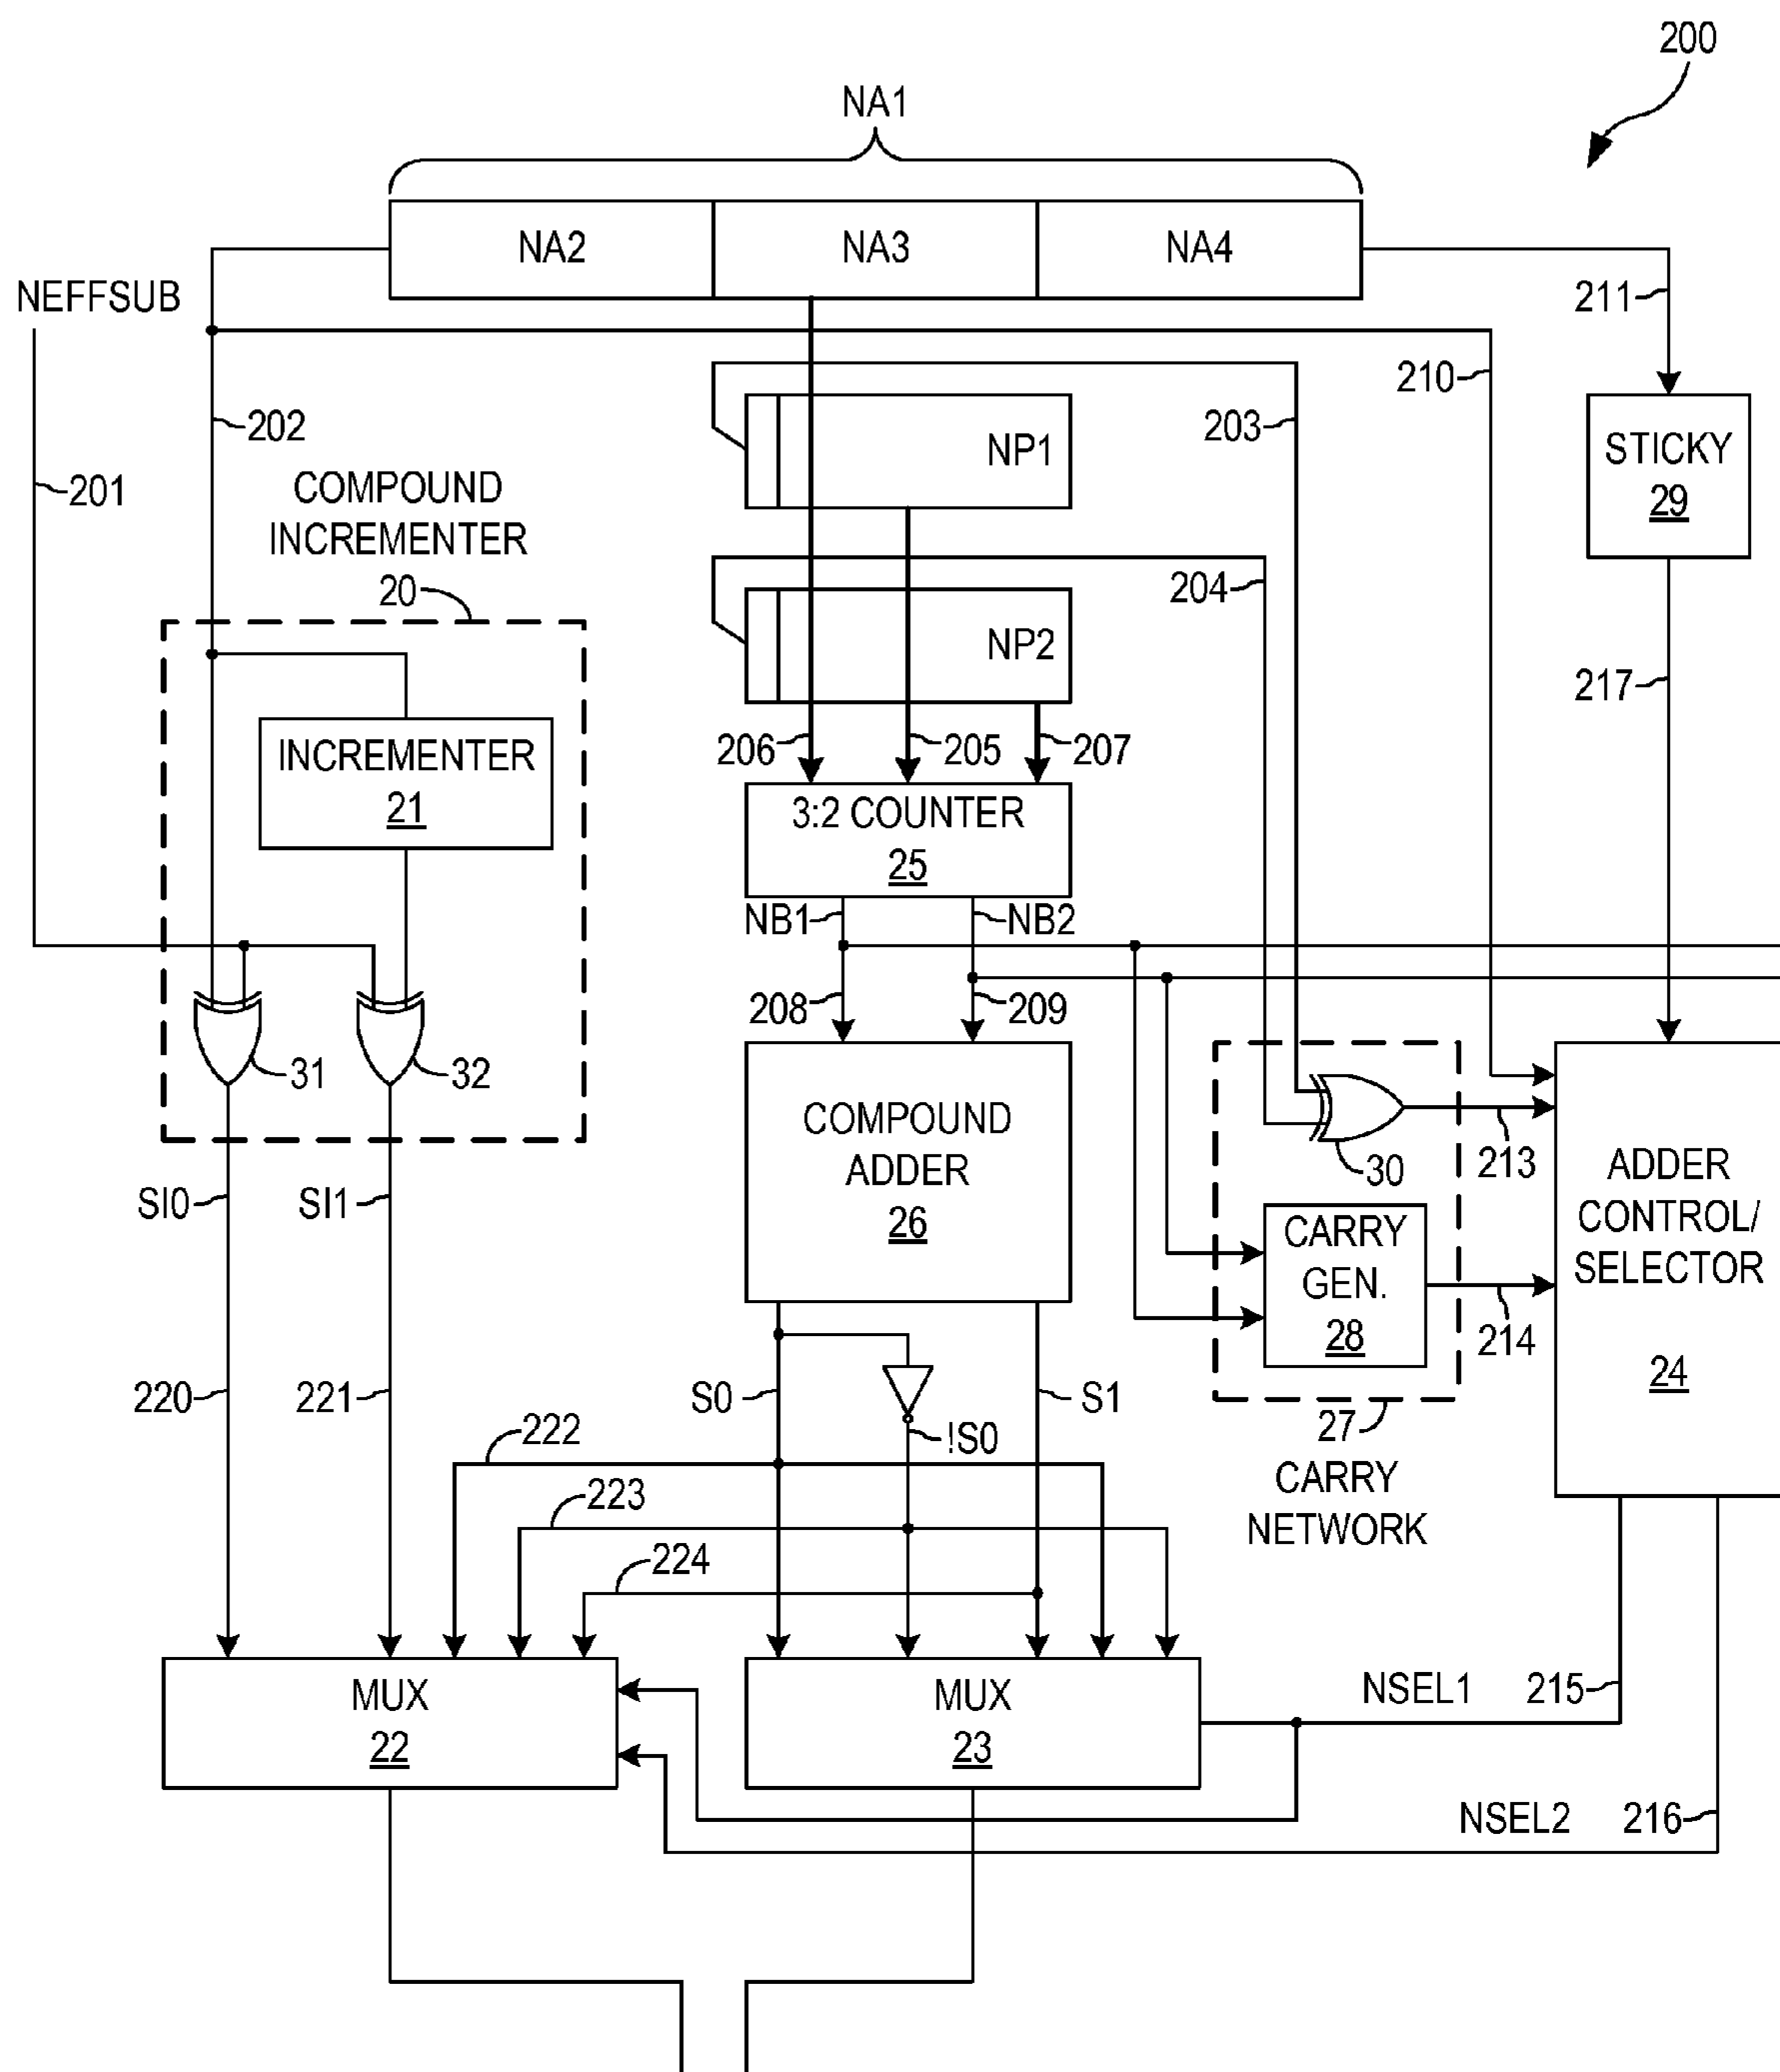 200
NA1
NA2
NA3
NA4
NEFFSUB
211
210
202
203
NP1
STICKY
29
201
COMPOUND
INCREMENTER
20
204
NP2
217
INCREMENTER
21
206
205
207
3:2 COUNTER
25
NB1
NB2
208
209
31
32
COMPOUND
ADDER
26
30
213
ADDER
CONTROL/
SELECTOR
24
SI0
SI1
CARRY
GEN.
28
214
220
221
S0
S1
222
!S0
27
CARRY
NETWORK
223
224
MUX
22
MUX
23
NSEL1
215
NSEL2
216